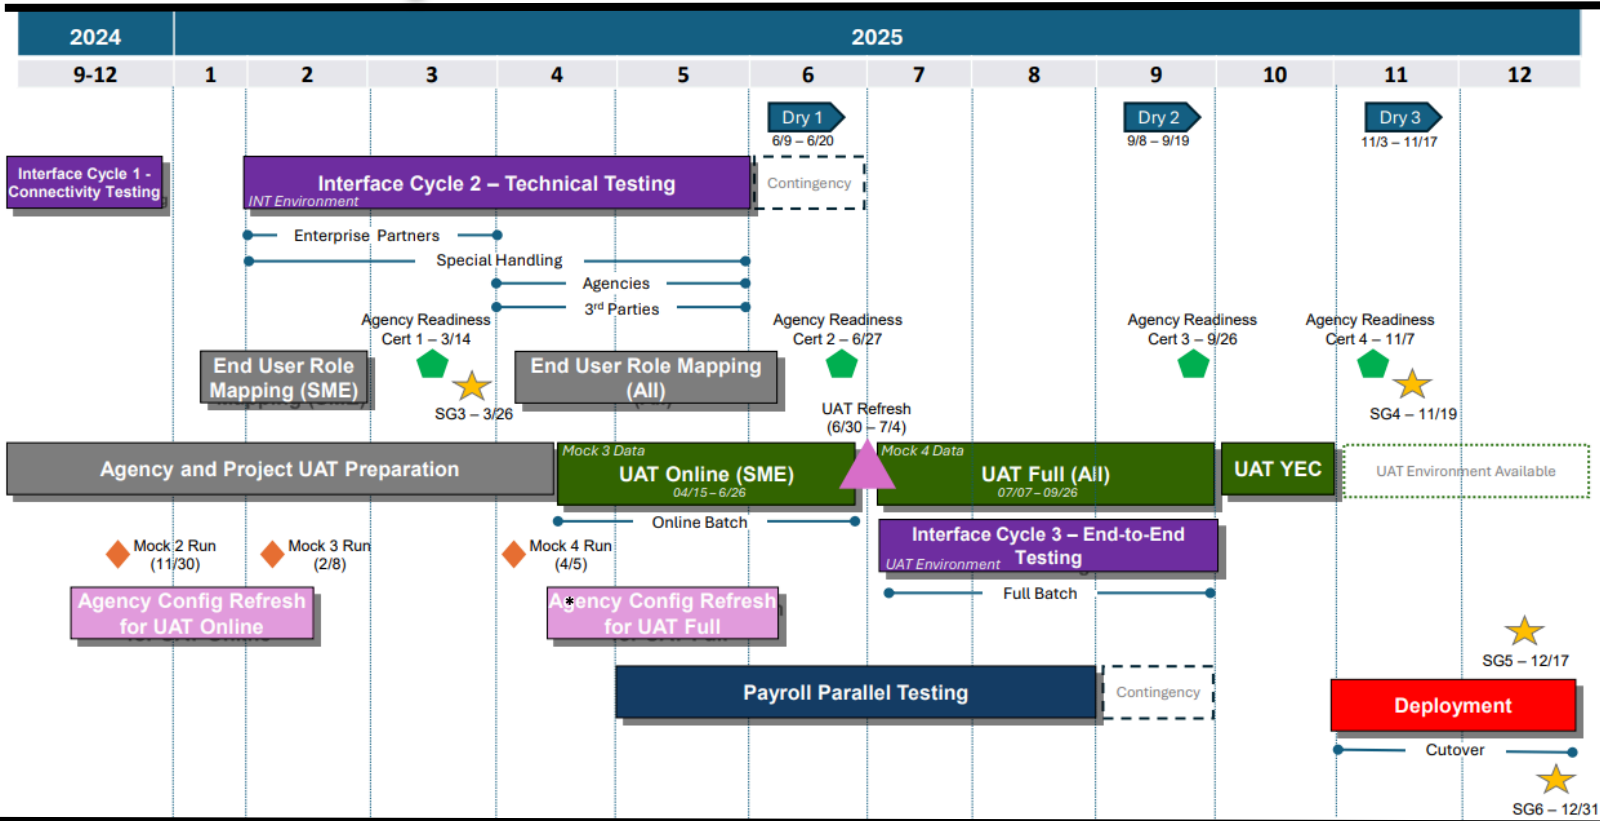 2024
2025
9-12
1
2
3
4
5
6
7
8
9
10
11
12
Dry 1
6/9 – 6/20
Dry 2
9/8 – 9/19
Dry 3
11/3 – 11/17
Interface Cycle 1 -
Connectivity Testing
Interface Cycle 2 – Technical Testing
INT Environment
Contingency
Enterprise Partners
Special Handling
Agencies
3rd Parties
Agency Readiness
Cert 1 – 3/14
Agency Readiness
Cert 2 – 6/27
Agency Readiness
Cert 3 – 9/26
Agency Readiness
Cert 4 – 11/7
End User Role
Mapping (SME)
SG3 – 3/26
End User Role Mapping
(All)
SG4 – 11/19
UAT Refresh
(6/30 – 7/4)
Agency and Project UAT Preparation
Mock 3 Data
UAT Online (SME)
04/15 – 6/26
Mock 4 Data
UAT Full (All)
07/07 – 09/26
UAT YEC
UAT Environment Available
Online Batch
Interface Cycle 3 – End-to-End
Testing
UAT Environment
Mock 2 Run
(11/30)
Mock 3 Run
(2/8)
Mock 4 Run
(4/5)
Full Batch
Agency Config Refresh
for UAT Online
*
Agency Config Refresh
for UAT Full
SG5 – 12/17
Payroll Parallel Testing
Contingency
Deployment
Cutover
SG6 – 12/31